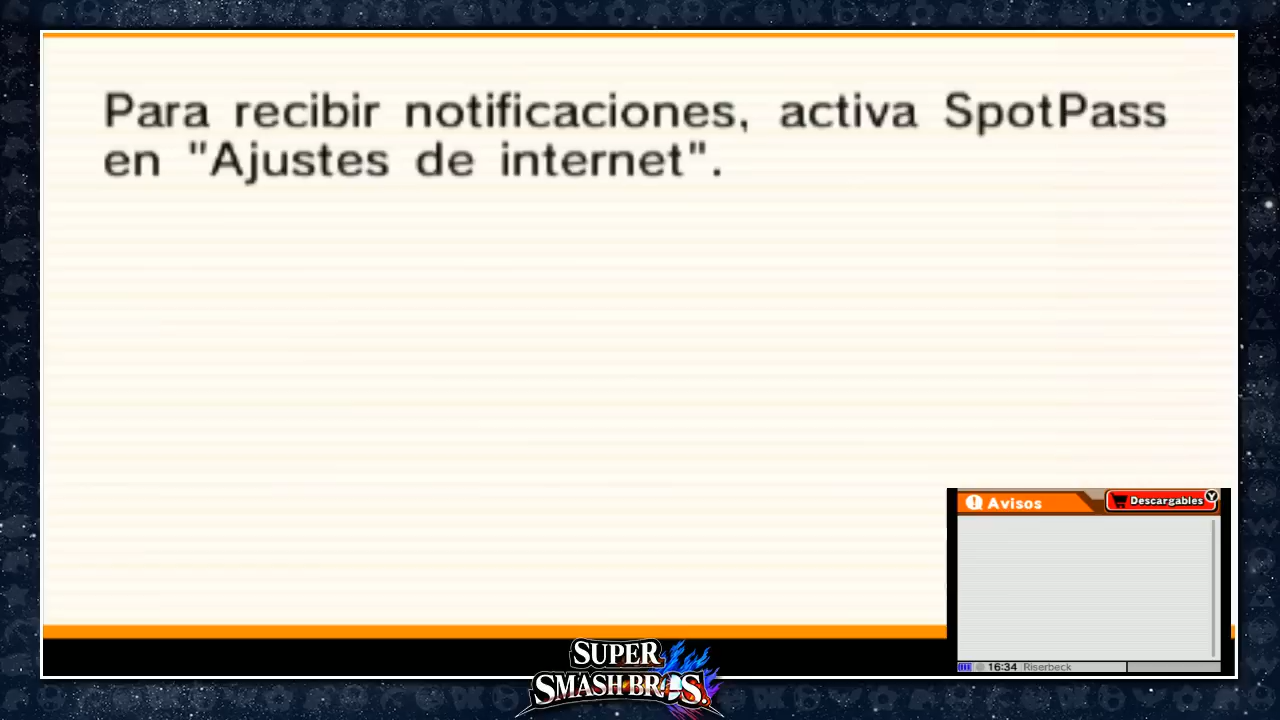 Para recibir notificaciones, activa SpotPass
en "Ajustes de internet".
Avisos
Descargables
Y
16:34 Riserbeck
SUPER
SMASH BROS.